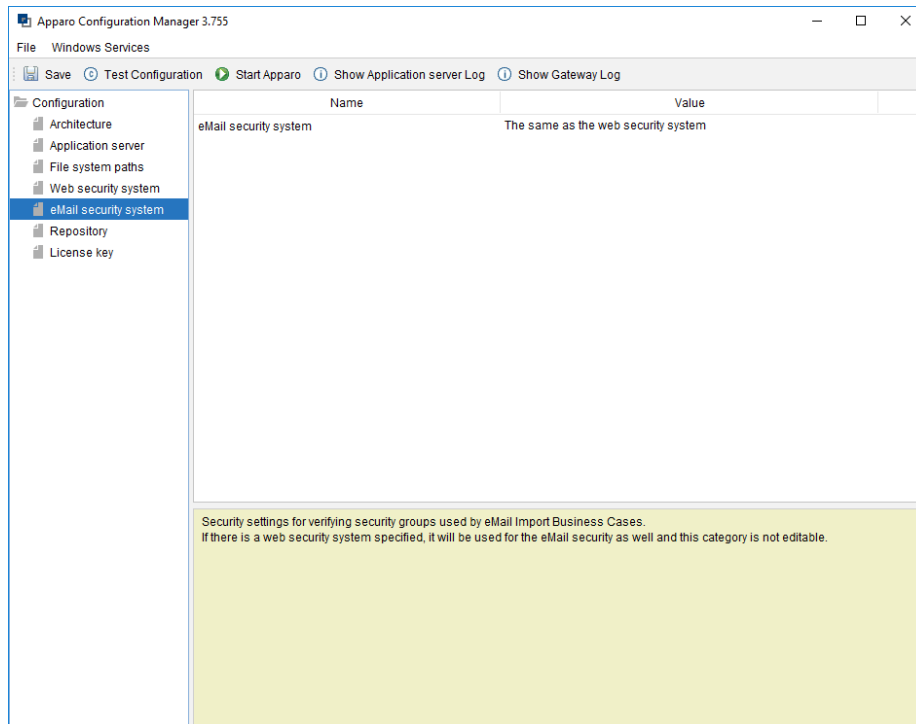 Apparo Configuration Manager 3.755
File Windows Services
Save Test Configuration Start Apparo Show Application server Log Show Gateway Log
Configuration
Architecture
Application server
File system paths
Web security system
eMail security system
Repository
License key
Name Value
eMail security system The same as the web security system
Security settings for verifying security groups used by eMail Import Business Cases.
If there is a web security system specified, it will be used for the eMail security as well and this category is not editable.